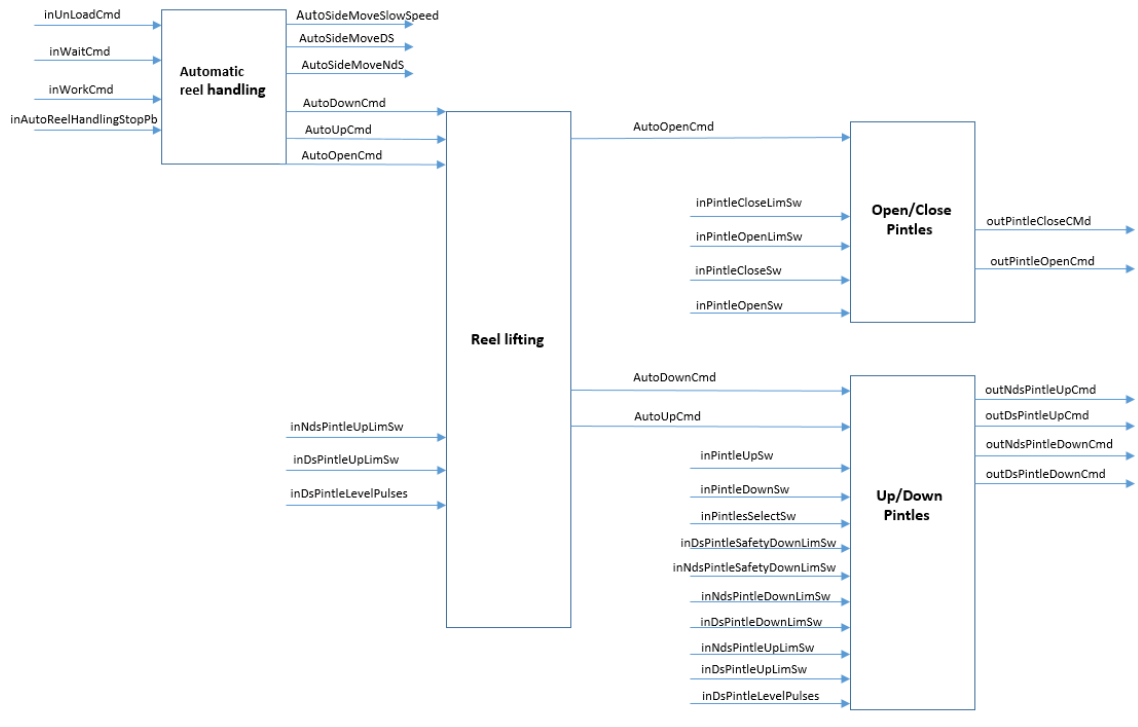 inUnLoadCmd
inWaitCmd
inWorkCmd
inAutoReelHandlingStopPb
Automatic
reel handling
AutoSideMoveSlowSpeed
AutoSideMoveDS
AutoSideMoveNdS
AutoDownCmd
AutoUpCmd
AutoOpenCmd
inNdsPintleUpLimSw
inDsPintleUpLimSw
inDsPintleLevelPulses
Reel lifting
AutoOpenCmd
inPintleCloseLimSw
inPintleOpenLimSw
inPintleCloseSw
inPintleOpenSw
Open/Close
Pintles
outPintleCloseCMd
outPintleOpenCmd
AutoDownCmd
AutoUpCmd
inPintleUpSw
inPintleDownSw
inPintlesSelectSw
inDsPintleSafetyDownLimSw
inNdsPintleSafetyDownLimSw
inNdsPintleDownLimSw
inDsPintleDownLimSw
inNdsPintleUpLimSw
inDsPintleUpLimSw
inDsPintleLevelPulses
Up/Down
Pintles
outNdsPintleUpCmd
outDsPintleUpCmd
outNdsPintleDownCmd
outDsPintleDownCmd